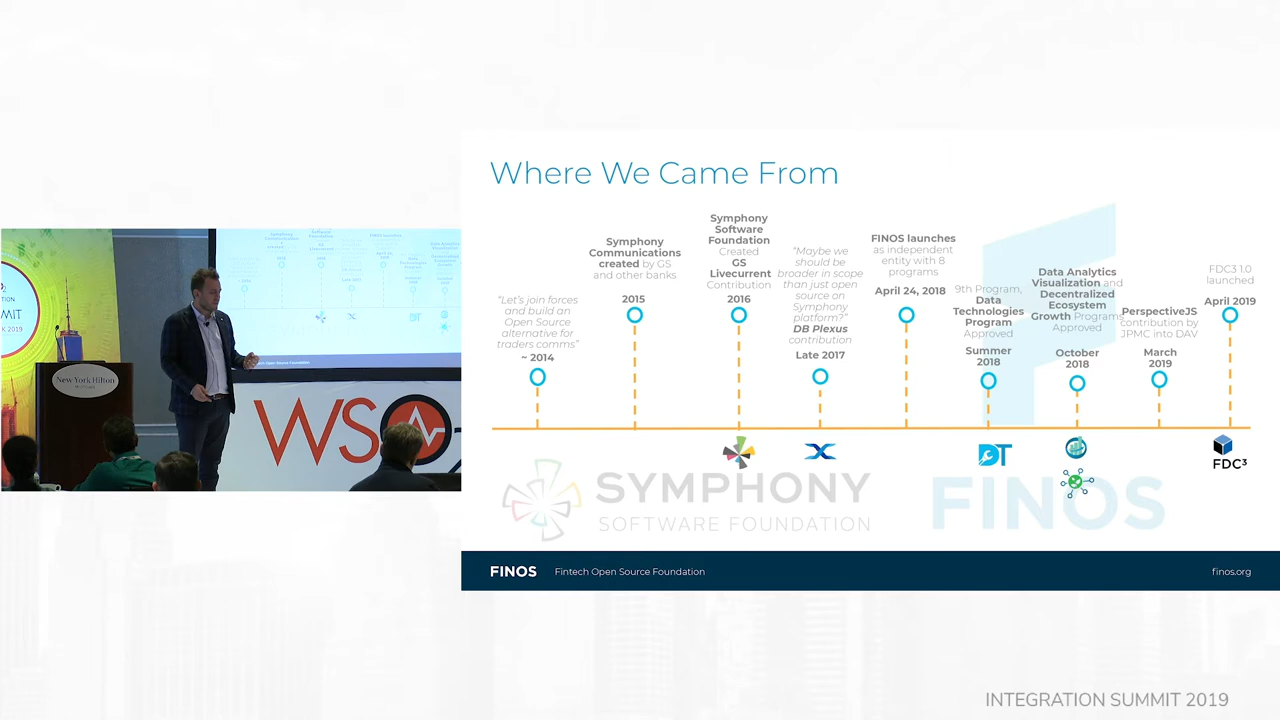 Where We Came From
"Let's join forces
and build an
Open Source
alternative for
traders comms"
~ 2014
Symphony
Communications
created by GS
and other banks
2015
Symphony
Software
Foundation
Created
GS
Livecurrent
Contribution
2016
"Maybe we
should be
broader in scope
than just open
source on
Symphony
platform?"
DB Plexus
contribution
Late 2017
FINOS launches
as independent
entity with 8
programs
April 24, 2018
9th Program,
Data
Technologies
Program
Approved
Summer
2018
Data Analytics
Visualization and
Decentralized
Ecosystem
Growth Programs
Approved
October
2018
PerspectiveJS
contribution by
JPMC into DAV
March
2019
FDC3 1.0
launched
April 2019
DT
FDC³
SYMPHONY
SOFTWARE FOUNDATION
FINOS
FINOS Fintech Open Source Foundation
finos.org
New York Hilton
WSO2
INTEGRATION SUMMIT 2019